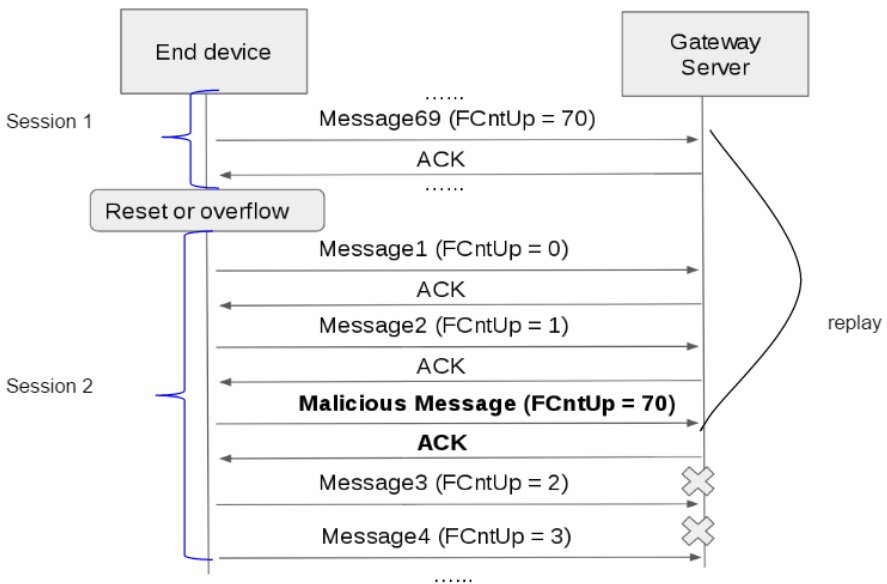 End device
Gateway
Server
......
Session 1
Message69 (FCntUp = 70)
ACK
......
Reset or overflow
Message1 (FCntUp = 0)
ACK
Message2 (FCntUp = 1)
replay
ACK
Session 2
Malicious Message (FCntUp = 70)
ACK
Message3 (FCntUp = 2)
Message4 (FCntUp = 3)
......